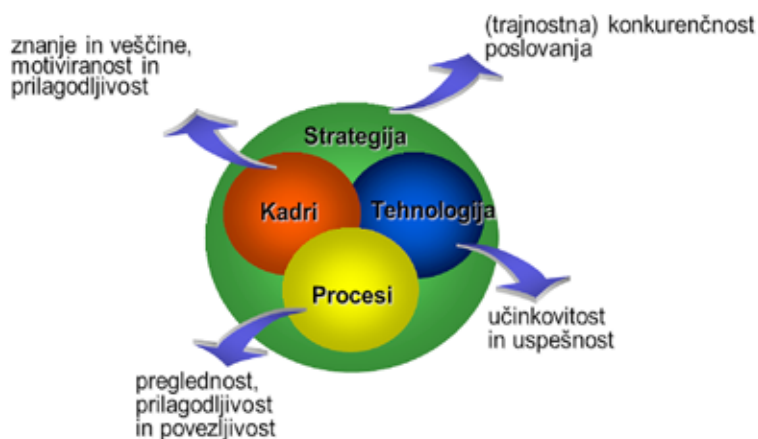 znanje in veščine,
motiviranost in
prilagodljivost
(trajnostna) konkurenčnost
poslovanja
Strategija
Kadri
Tehnologija
Procesi
učinkovitost
in uspešnost
preglednost,
prilagodljivost
in povezljivost